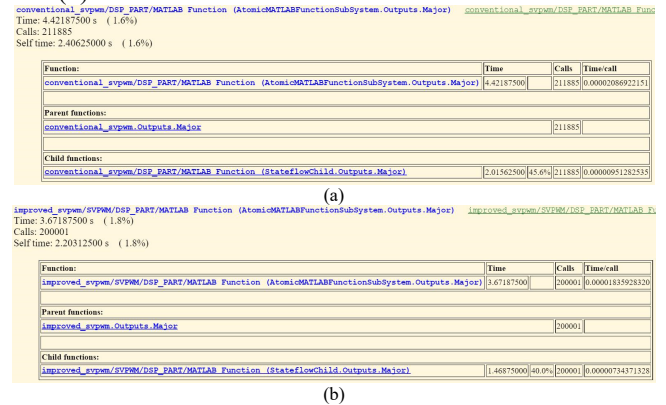 conventional_svpwm/DSP_PART/MATLAB Function (AtomicMATLABFunctionSubSystem.Outputs.Major) conventional_svpwm/DSP_PART/MATLAB Func
Time: 4.42187500 s ( 1.6%)
Calls: 211885
Self time: 2.40625000 s ( 1.6%)
Function: Time Calls Time/call
conventional_svpwm/DSP_PART/MATLAB Function (AtomicMATLABFunctionSubSystem.Outputs.Major) 4.42187500 211885 0.00002086922151
Parent functions:
conventional_svpwm.Outputs.Major 211885
Child functions:
conventional_svpwm/DSP_PART/MATLAB Function (StateflowChild.Outputs.Major) 2.01562500 45.6% 211885 0.00000951282535
(a)
improved_svpwm/SVPWM/DSP_PART/MATLAB Function (AtomicMATLABFunctionSubSystem.Outputs.Major) improved_svpwm/SVPWM/DSP_PART/MATLAB Fu
Time: 3.67187500 s ( 1.8%)
Calls: 200001
Self time: 2.20312500 s ( 1.8%)
Function: Time Calls Time/call
improved_svpwm/SVPWM/DSP_PART/MATLAB Function (AtomicMATLABFunctionSubSystem.Outputs.Major) 3.67187500 200001 0.00001835928320
Parent functions:
improved_svpwm.Outputs.Major 200001
Child functions:
improved_svpwm/SVPWM/DSP_PART/MATLAB Function (StateflowChild.Outputs.Major) 1.46875000 40.0% 200001 0.00000734371328
(b)